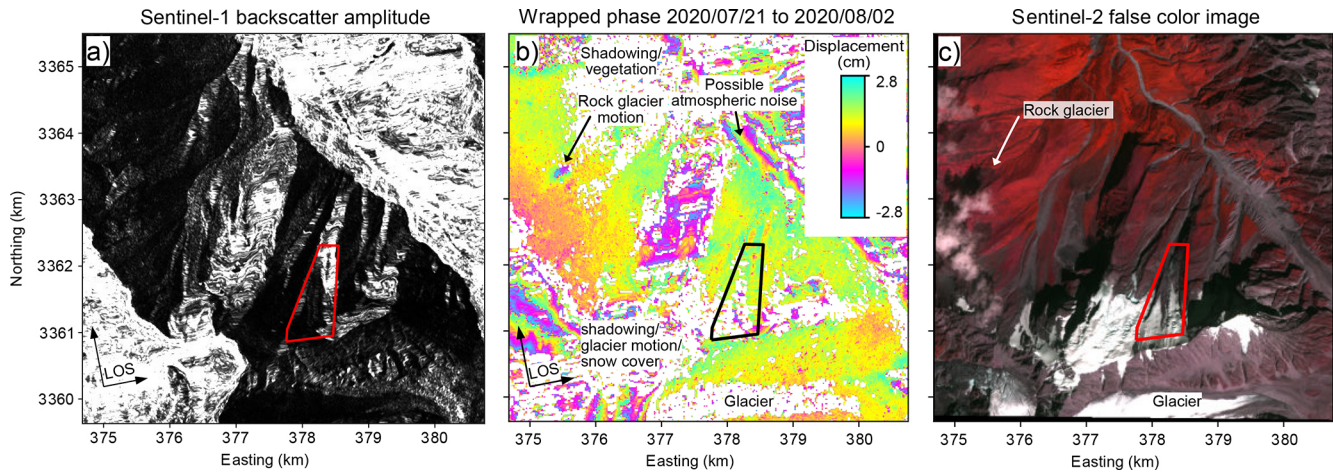 Sentinel-1 backscatter amplitude
a)
3365
3364
3363
3362
3361
3360
Northing (km)
LOS
375 376 377 378 379 380
Easting (km)
Wrapped phase 2020/07/21 to 2020/08/02
b)
Shadowing/
vegetation
Displacement
(cm)
2.8
0
-2.8
Possible
atmospheric noise
Rock glacier
motion
shadowing/
glacier motion/
snow cover
LOS
Glacier
375 376 377 378 379 380
Easting (km)
Sentinel-2 false color image
c)
Rock glacier
Glacier
375 376 377 378 379 380
Easting (km)